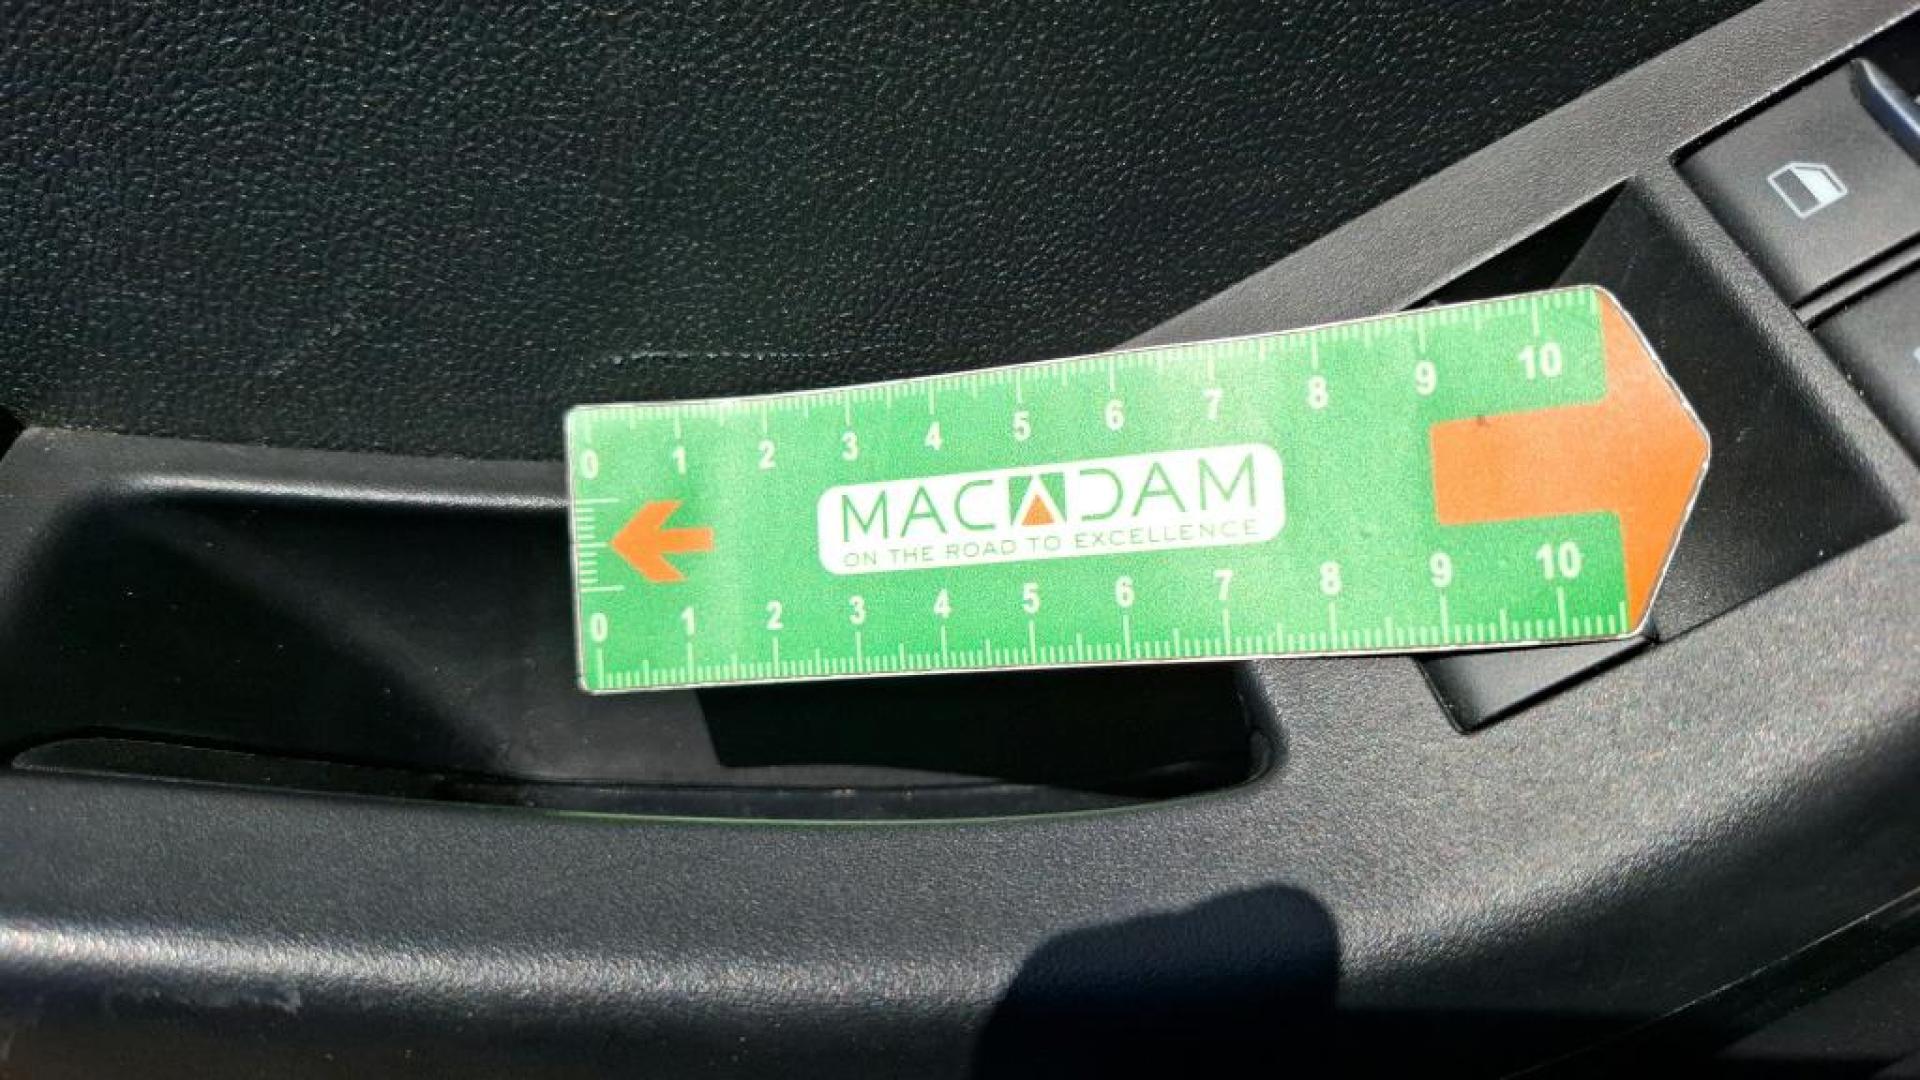 0 1 2 3 4 5 6 7 8 9 10
MACADAM
ON THE ROAD TO EXCELLENCE
0 1 2 3 4 5 6 7 8 9 10